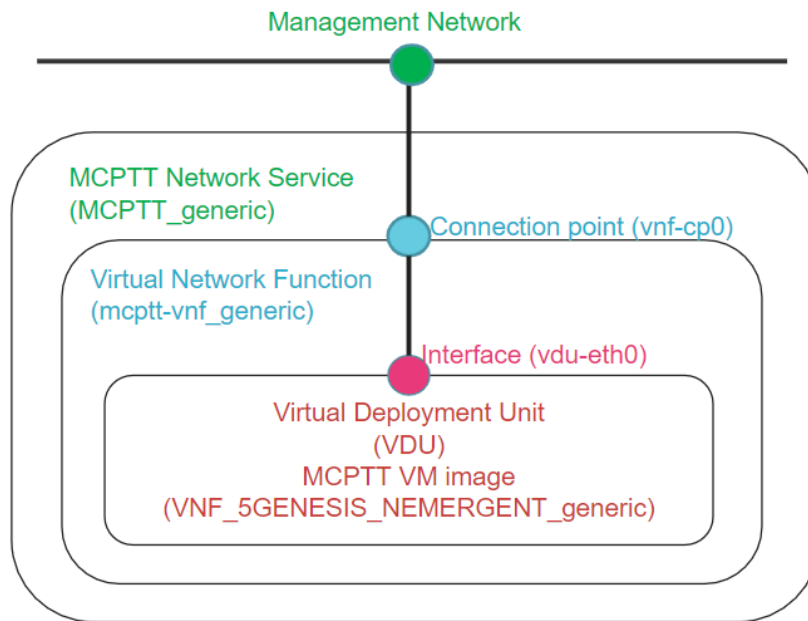 Management Network
MCPTT Network Service
(MCPTT_generic)
Connection point (vnf-cp0)
Virtual Network Function
(mcptt-vnf_generic)
Interface (vdu-eth0)
Virtual Deployment Unit
(VDU)
MCPTT VM image
(VNF_5GENESIS_NEMERGENT_generic)